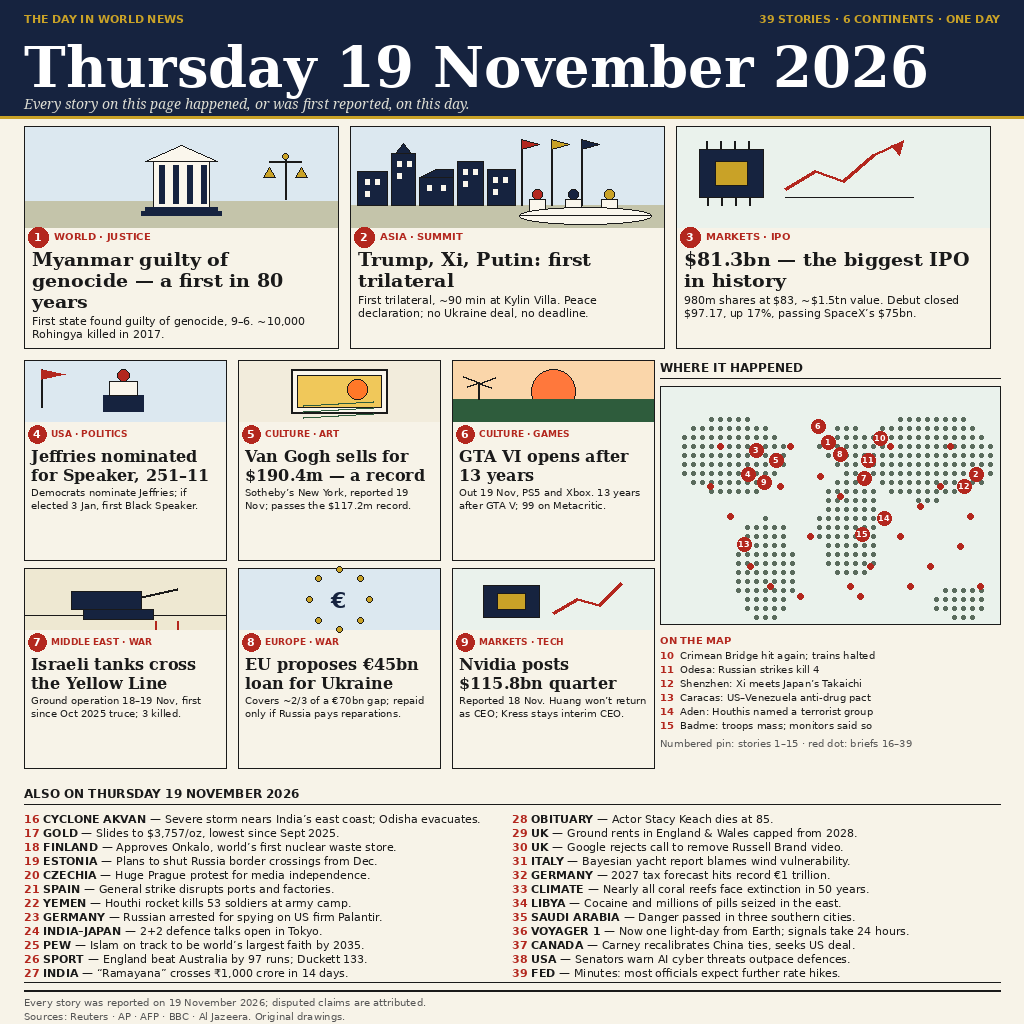 THE DAY IN WORLD NEWS
39 STORIES · 6 CONTINENTS · ONE DAY
Thursday 19 November 2026
Every story on this page happened, or was first reported, on this day.
1 WORLD · JUSTICE
Myanmar guilty of
genocide — a first in 80
years
First state found guilty of genocide, 9–6. ~10,000
Rohingya killed in 2017.
2 ASIA · SUMMIT
Trump, Xi, Putin: first
trilateral
First trilateral, ~90 min at Kylin Villa. Peace
declaration; no Ukraine deal, no deadline.
3 MARKETS · IPO
$81.3bn — the biggest IPO
in history
980m shares at $83, ~$1.5tn value. Debut closed
$97.17, up 17%, passing SpaceX’s $75bn.
4 USA · POLITICS
Jeffries nominated
for Speaker, 251–11
Democrats nominate Jeffries; if
elected 3 Jan, first Black Speaker.
5 CULTURE · ART
Van Gogh sells for
$190.4m — a record
Sotheby’s New York, reported 19
Nov; passes the $117.2m record.
6 CULTURE · GAMES
GTA VI opens after
13 years
Out 19 Nov, PS5 and Xbox. 13 years
after GTA V; 99 on Metacritic.
7 MIDDLE EAST · WAR
Israeli tanks cross
the Yellow Line
Ground operation 18–19 Nov, first
since Oct 2025 truce; 3 killed.
€
8 EUROPE · WAR
EU proposes €45bn
loan for Ukraine
Covers ~2/3 of a €70bn gap; repaid
only if Russia pays reparations.
9 MARKETS · TECH
Nvidia posts
$115.8bn quarter
Reported 18 Nov. Huang won’t return
as CEO; Kress stays interim CEO.
WHERE IT HAPPENED
6
1
10
3
8
5
11
4
9
7
2
12
14
15
13
ON THE MAP
10 Crimean Bridge hit again; trains halted
11 Odesa: Russian strikes kill 4
12 Shenzhen: Xi meets Japan’s Takaichi
13 Caracas: US–Venezuela anti-drug pact
14 Aden: Houthis named a terrorist group
15 Badme: troops mass; monitors said so
Numbered pin: stories 1–15 · red dot: briefs 16–39
ALSO ON THURSDAY 19 NOVEMBER 2026
16 CYCLONE AKVAN — Severe storm nears India’s east coast; Odisha evacuates.
17 GOLD — Slides to $3,757/oz, lowest since Sept 2025.
18 FINLAND — Approves Onkalo, world’s first nuclear waste store.
19 ESTONIA — Plans to shut Russia border crossings from Dec.
20 CZECHIA — Huge Prague protest for media independence.
21 SPAIN — General strike disrupts ports and factories.
22 YEMEN — Houthi rocket kills 53 soldiers at army camp.
23 GERMANY — Russian arrested for spying on US firm Palantir.
24 INDIA–JAPAN — 2+2 defence talks open in Tokyo.
25 PEW — Islam on track to be world’s largest faith by 2035.
26 SPORT — England beat Australia by 97 runs; Duckett 133.
27 INDIA — “Ramayana” crosses ₹1,000 crore in 14 days.
28 OBITUARY — Actor Stacy Keach dies at 85.
29 UK — Ground rents in England & Wales capped from 2028.
30 UK — Google rejects call to remove Russell Brand video.
31 ITALY — Bayesian yacht report blames wind vulnerability.
32 GERMANY — 2027 tax forecast hits record €1 trillion.
33 CLIMATE — Nearly all coral reefs face extinction in 50 years.
34 LIBYA — Cocaine and millions of pills seized in the east.
35 SAUDI ARABIA — Danger passed in three southern cities.
36 VOYAGER 1 — Now one light-day from Earth; signals take 24 hours.
37 CANADA — Carney recalibrates China ties, seeks US deal.
38 USA — Senators warn AI cyber threats outpace defences.
39 FED — Minutes: most officials expect further rate hikes.
Every story was reported on 19 November 2026; disputed claims are attributed.
Sources: Reuters · AP · AFP · BBC · Al Jazeera. Original drawings.